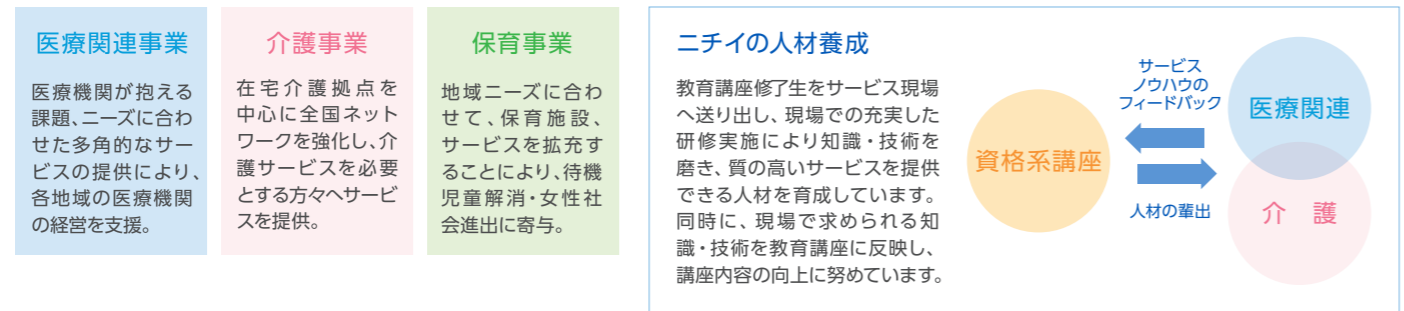 医療関連事業
医療機関が抱える
課題、ニーズに合わ
せた多角的なサー
ビスの提供により、
各地域の医療機関
の経営を支援。
介護事業
在宅介護拠点を
中心に全国ネット
ワークを強化し、介
護サービスを必要
とする方々へサービ
スを提供。
保育事業
地域ニーズに合わ
せて、保育施設、
サービスを拡充す
ることにより、待機
児童解消・女性社
会進出に寄与。
ニチイの人材養成
教育講座修了生をサービス現場
へ送り出し、現場での充実した
研修実施により知識・技術を
磨き、質の高いサービスを提供
できる人材を育成しています。
同時に、現場で求められる知
識・技術を教育講座に反映し、
講座内容の向上に努めています。
資格系講座
サービス
ノウハウの
フィードバック
人材の輩出
医療関連
介　護